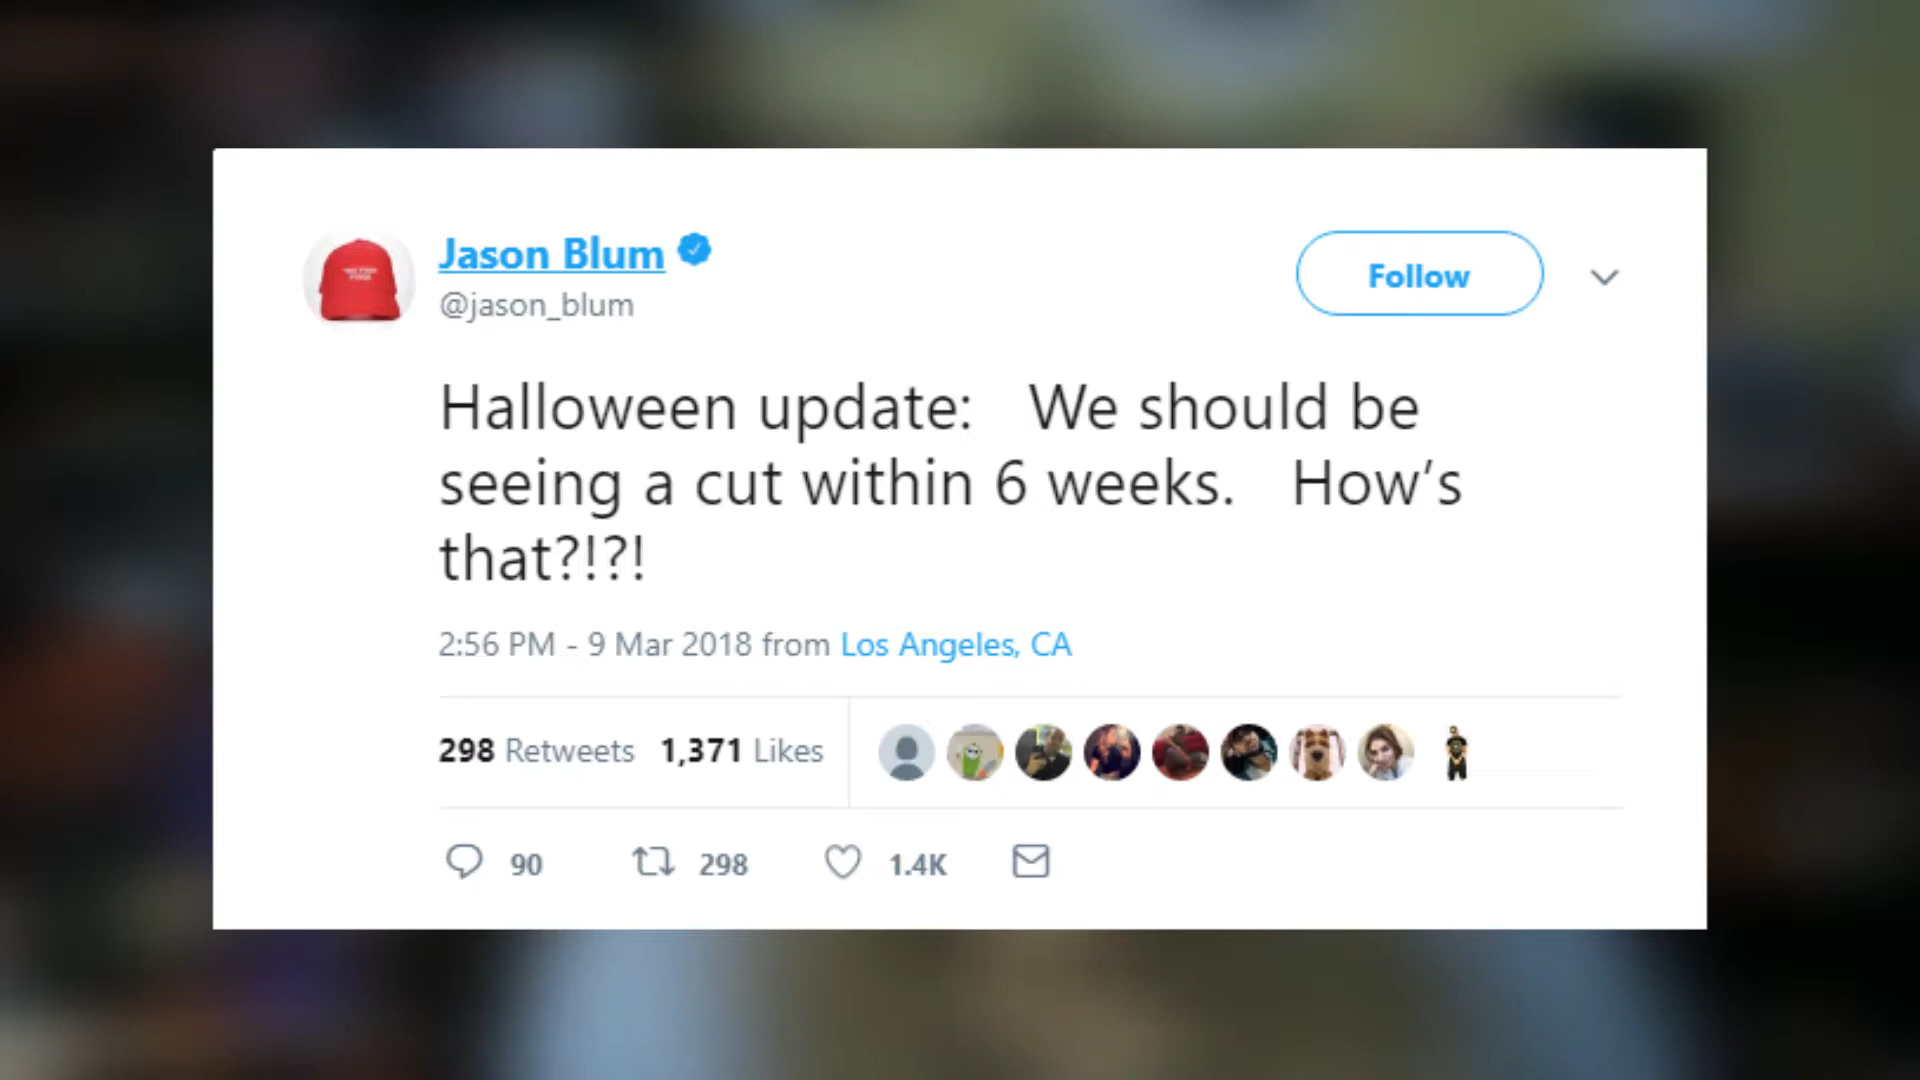 Jason Blum
@jason_blum
Follow
Halloween update:   We should be
seeing a cut within 6 weeks.   How’s
that?!?!
2:56 PM - 9 Mar 2018 from Los Angeles, CA
298 Retweets 1,371 Likes
90 298 1.4K